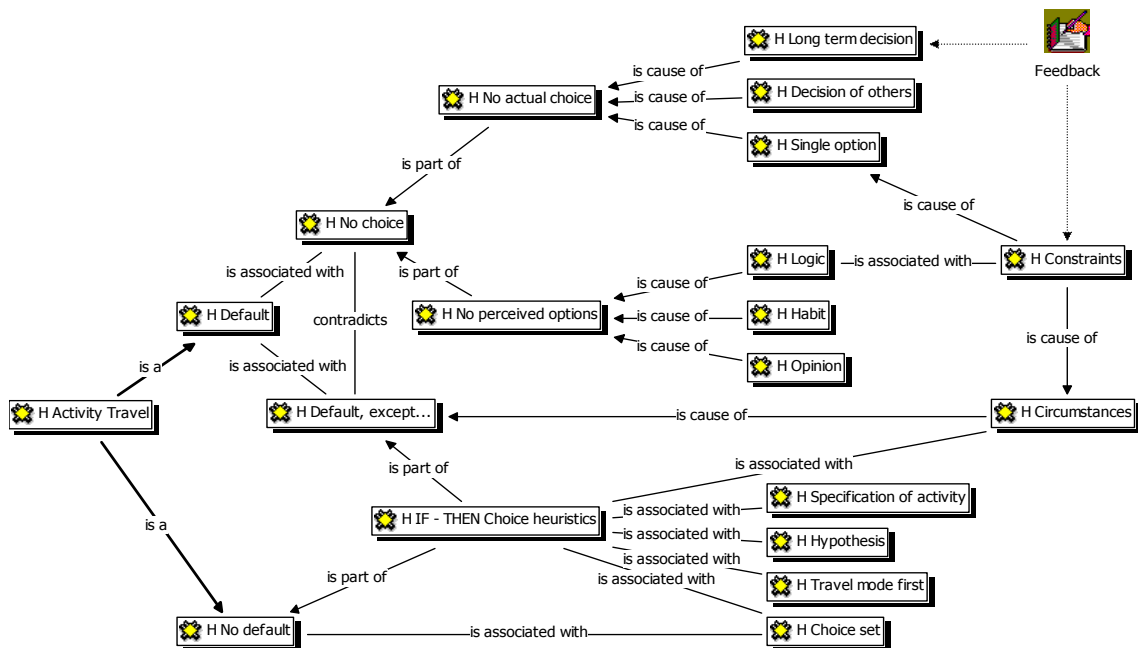 H Long term decision
Feedback
is cause of
H No actual choice
is cause of
H Decision of others
is cause of
H Single option
is part of
is cause of
H No choice
is associated with
is part of
H Logic
is associated with
H Constraints
is cause of
H Default
contradicts
H No perceived options
is cause of
H Habit
is cause of
is cause of
H Opinion
is a
is associated with
H Activity Travel
H Default, except...
is cause of
H Circumstances
is part of
is associated with
H Specification of activity
is associated with
H IF - THEN Choice heuristics
is associated with
H Hypothesis
is a
is associated with
is part of
is associated with
H Travel mode first
H No default
is associated with
H Choice set